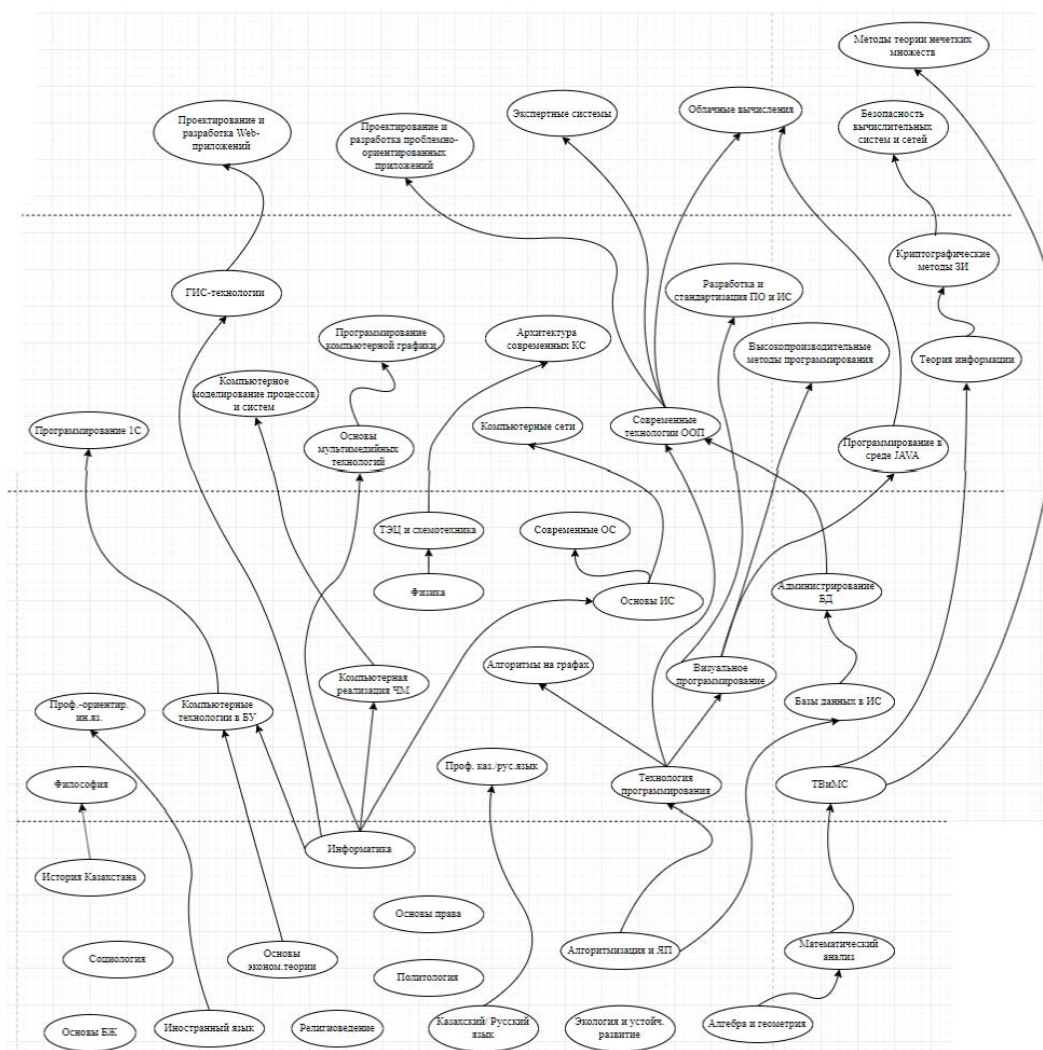 Методы теории нечетких
множеств
Проектирование и
разработка Web-
приложений
Проектирование и
разработка проблемно-
ориентированных
приложений
Экспертные системы
Облачные вычисления
Безопасность
вычислительных
систем и сетей
Криптографические
методы ЗИ
ГИС-технологии
Разработка и
стандартизация ПО и ИС
Программирование
компьютерной графики
Архитектура
современных КС
Высокопроизводительные
методы программирования
Теория информации
Компьютерное
моделирование процессов
и систем
Программирование 1С
Основы
мультимедийных
технологий
Компьютерные сети
Современные
технологии ООП
Программирование в
среде JAVA
ТЭЦ и схемотехника
Современные ОС
Физика
Основы ИС
Администрирование
БД
Алгоритмы на графах
Визуальное
программирование
Компьютерная
реализация ЧМ
Базы данных в ИС
Проф.-ориентир.
ин.яз.
Компьютерные
технологии в БУ
Философия
Проф. каз./рус.язык
Технология
программирования
ТВиМС
Информатика
История Казахстана
Основы права
Социология
Основы
эконом.теории
Политология
Алгоритмизация и ЯП
Математический
анализ
Основы БЖ
Иностранный язык
Религиоведение
Казахский/ Русский
язык
Экология и устойч.
развитие
Алгебра и геометрия